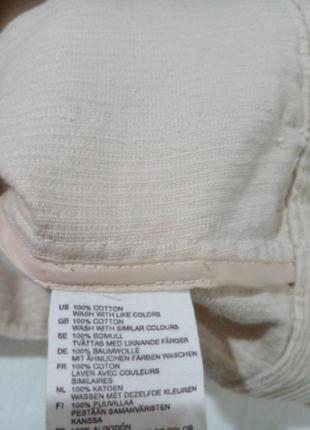 US 100% COTTON
WASH WITH LIKE COLORS
GB 100% COTTON
WASH WITH SIMILAR COLOURS
SE 100% BOMULL
TVÄTTAS MED LIKNANDE FÄRGER
DE 100% BAUMWOLLE
MIT ÄHNLICHEN FARBEN WASCHEN
FR 100% COTON
LAVER AVEC COULEURS
SIMILAIRES
NL 100% KATOEN
WASSEN MET DEZELFDE KLEUREN
FI 100% PUUVILLAA
PESTÄÄN SAMANVÄRISTEN
KANSSA
ALGODÓN